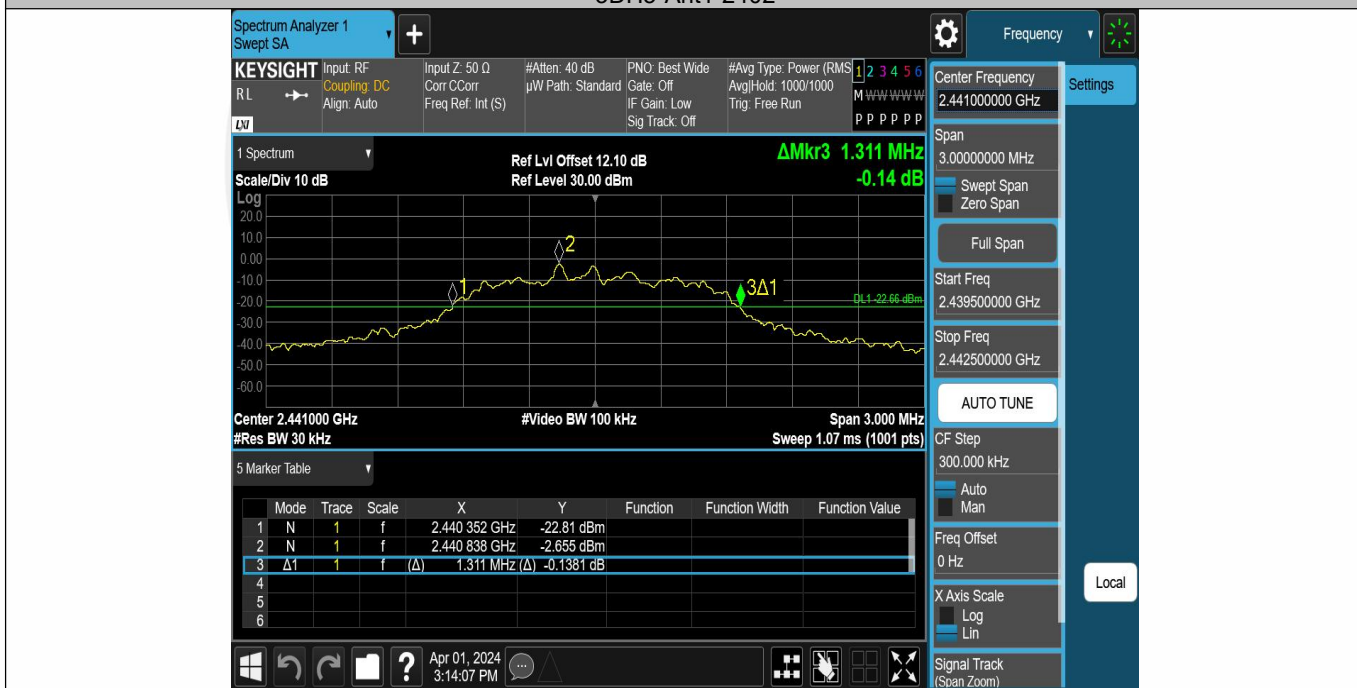 Spectrum Analyzer 1
Swept SA
+
Frequency
KEYSIGHT
RL
LXI
Input: RF
Coupling: DC
Align: Auto
Input Z: 50 Ω
Corr CCorr
Freq Ref: Int (S)
#Atten: 40 dB
µW Path: Standard
PNO: Best Wide
Gate: Off
IF Gain: Low
Sig Track: Off
#Avg Type: Power (RMS
Avg|Hold: 1000/1000
Trig: Free Run
1 2 3 4 5 6
M W W W W W
P P P P P P
1 Spectrum
Scale/Div 10 dB
Ref Lvl Offset 12.10 dB
Ref Level 30.00 dBm
ΔMkr3 1.311 MHz
-0.14 dB
Log
20.0
10.0
0.00
-10.0
-20.0
-30.0
-40.0
-50.0
-60.0
1
2
3Δ1
DL1 -22.66 dBm
Center 2.441000 GHz
#Video BW 100 kHz
Span 3.000 MHz
#Res BW 30 kHz
Sweep 1.07 ms (1001 pts)
5 Marker Table
Mode Trace Scale X Y Function Function Width Function Value
1 N 1 f 2.440 352 GHz -22.81 dBm
2 N 1 f 2.440 838 GHz -2.655 dBm
3 Δ1 1 f (Δ) 1.311 MHz (Δ) -0.1381 dB
4
5
6
?
Apr 01, 2024
3:14:07 PM
Center Frequency
2.441000000 GHz
Span
3.00000000 MHz
Swept Span
Zero Span
Full Span
Start Freq
2.439500000 GHz
Stop Freq
2.442500000 GHz
AUTO TUNE
CF Step
300.000 kHz
Auto
Man
Freq Offset
0 Hz
X Axis Scale
Log
Lin
Signal Track
(Span Zoom)
Settings
Local